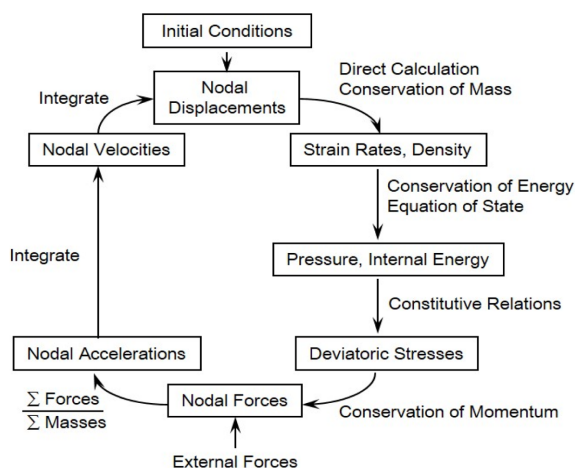 Initial Conditions
Nodal
Displacements
Direct Calculation
Conservation of Mass
Integrate
Nodal Velocities
Strain Rates, Density
Conservation of Energy
Equation of State
Integrate
Pressure, Internal Energy
Constitutive Relations
Nodal Accelerations
Deviatoric Stresses
∑ Forces
∑ Masses
Nodal Forces
Conservation of Momentum
External Forces